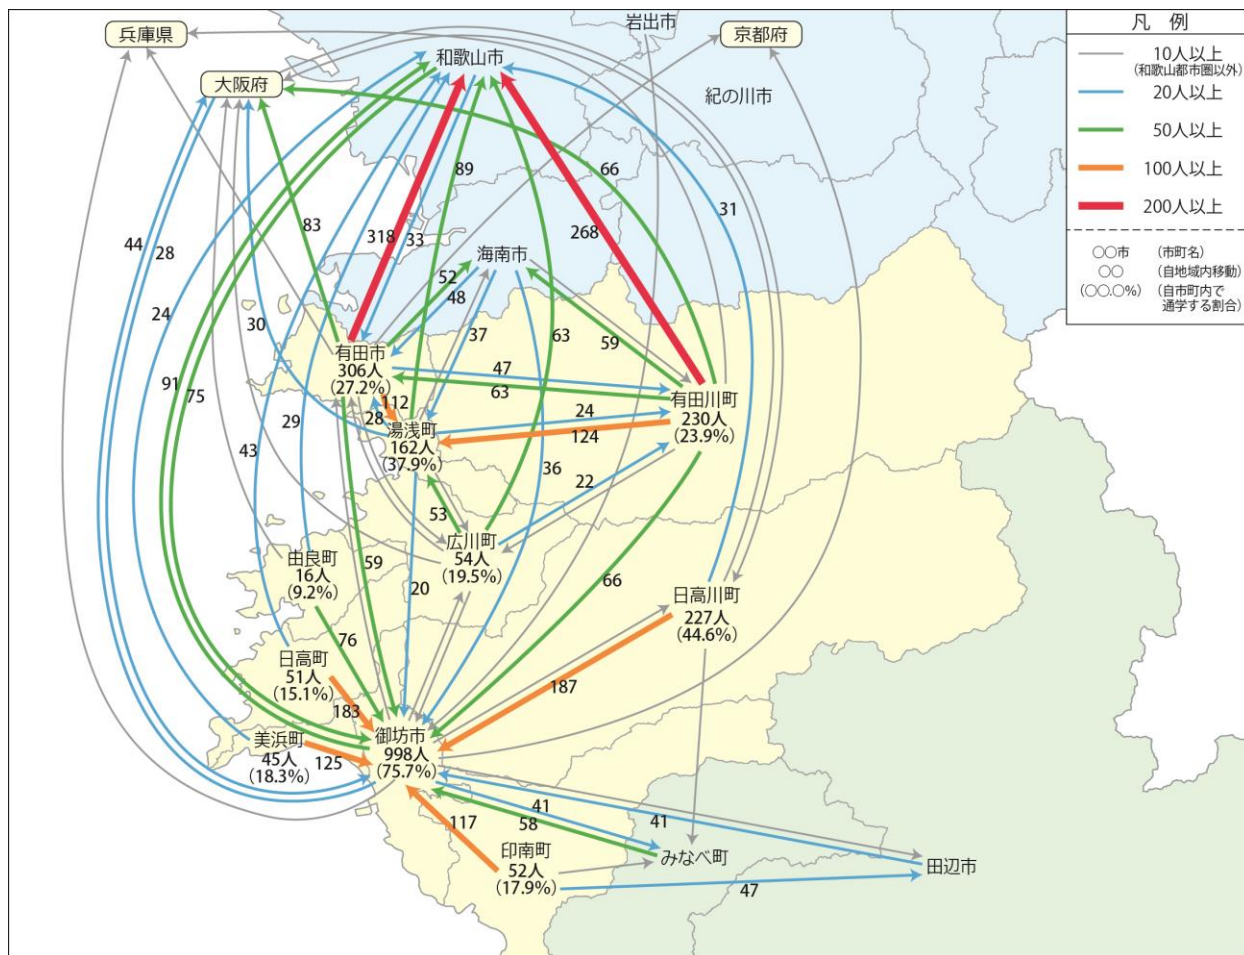 兵庫県
岩出市
京都府
和歌山市
大阪府
紀の川市
凡 例
10人以上
(和歌山都市圏以外)
20人以上
50人以上
100人以上
200人以上
○○市 (市町名)
○○ (自地域内移動)
(○○.○%) (自市町内で
通学する割合)
89
66
31
83
318
33
268
44
28
海南市
52
48
24
30
37
63
59
有田市
306人
(27.2%)
47
63
有田川町
230人
(23.9%)
91
75
112
28
湯浅町
162人
(37.9%)
24
124
29
43
36
22
53
広川町
54人
(19.5%)
由良町
16人
(9.2%)
59
20
66
日高川町
227人
(44.6%)
76
日高町
51人
(15.1%)
187
183
美浜町
45人
(18.3%)
125
御坊市
998人
(75.7%)
41
58
41
117
印南町
52人
(17.9%)
みなべ町
田辺市
47